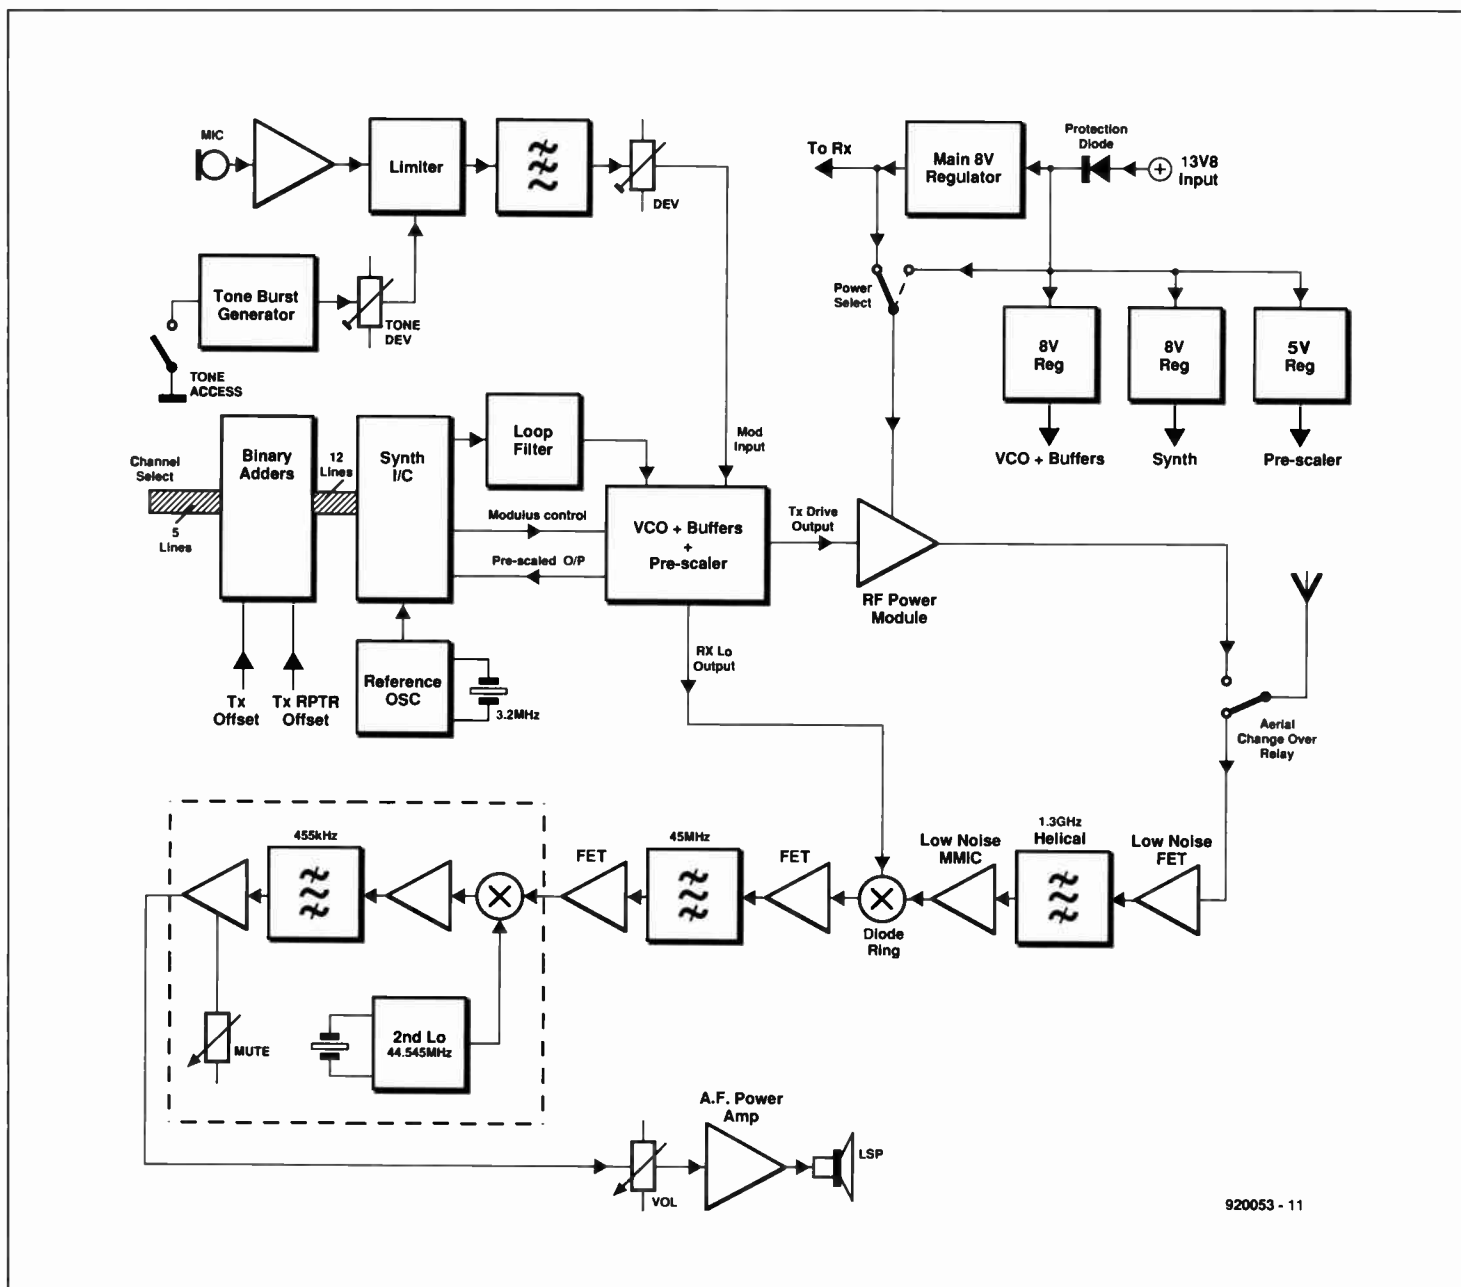 MIC
Limiter
DEV
Tone Burst
Generator
TONE
DEV
TONE
ACCESS
To Rx
Main 8V
Regulator
Protection
Diode
13V8
Input
+
Power
Select
8V
Reg
8V
Reg
5V
Reg
VCO + Buffers
Synth
Pre-scaler
Channel
Select
5
Lines
Binary
Adders
12
Lines
Synth
I/C
Loop
Filter
Mod
Input
Modulus control
Pre-scaled O/P
VCO + Buffers
+
Pre-scaler
Tx Drive
Output
RF Power
Module
Tx
Offset
Tx RPTR
Offset
Reference
OSC
3.2MHz
RX Lo
Output
Aerial
Change Over
Relay
455kHz
FET
45MHz
FET
Diode
Ring
Low Noise
MMIC
1.3GHz
Helical
Low Noise
FET
MUTE
2nd Lo
44.545MHz
A.F. Power
Amp
VOL
LSP
920053 - 11